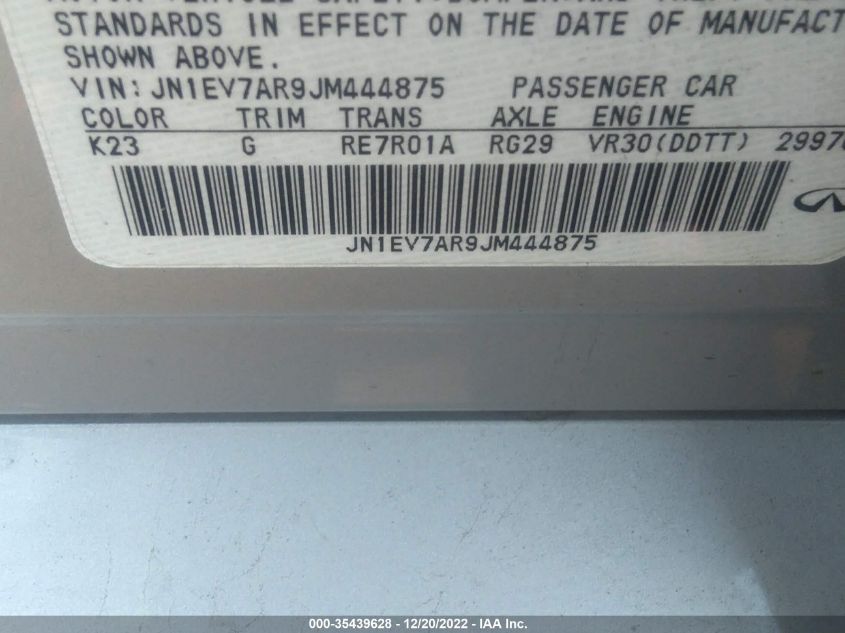 STANDARDS IN EFFECT ON THE DATE OF MANUFACT
SHOWN ABOVE.
VIN: JN1EV7AR9JM444875 PASSENGER CAR
COLOR TRIM TRANS AXLE ENGINE
K23 G RE7R01A RG29 VR30(DDTT) 2997
JN1EV7AR9JM444875
000-35439628 - 12/20/2022 - IAA Inc.